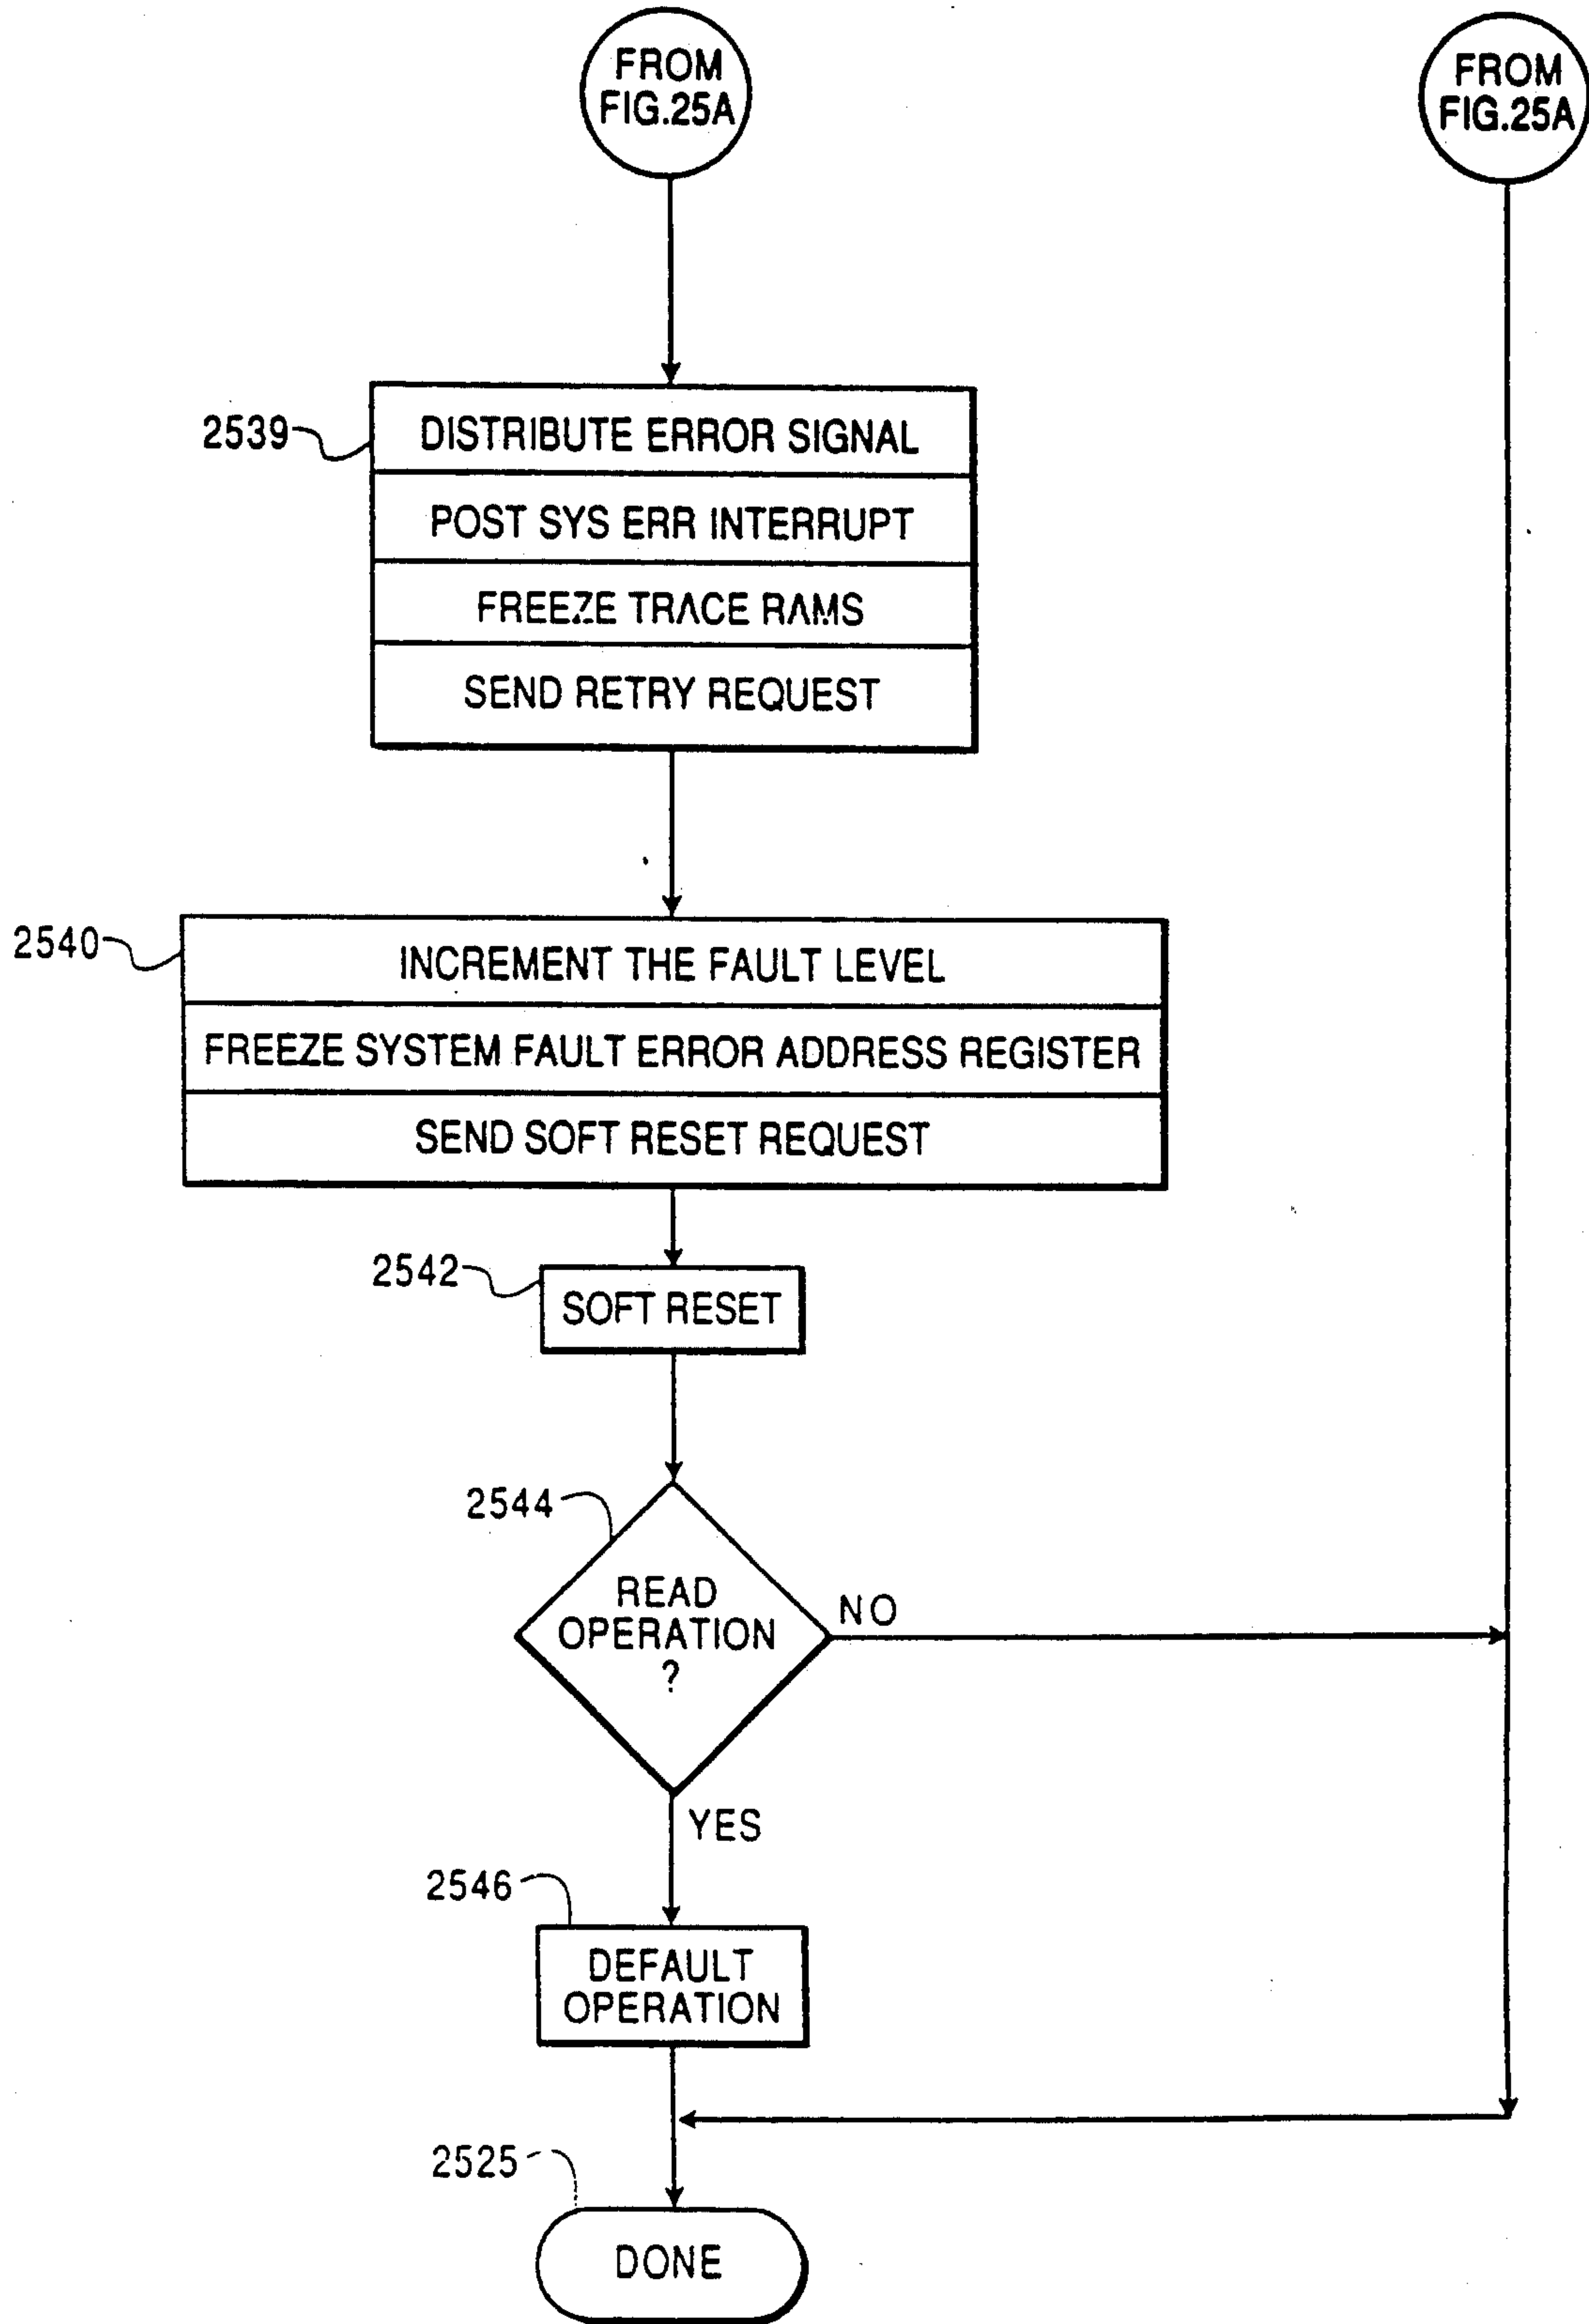 FROM
FIG.25A
FROM
FIG.25A
2539
DISTRIBUTE ERROR SIGNAL
POST SYS ERR INTERRUPT
FREEZE TRACE RAMS
SEND RETRY REQUEST
2540
INCREMENT THE FAULT LEVEL
FREEZE SYSTEM FAULT ERROR ADDRESS REGISTER
SEND SOFT RESET REQUEST
2542
SOFT RESET
2544
READ
OPERATION
?
NO
YES
2546
DEFAULT
OPERATION
2525
DONE